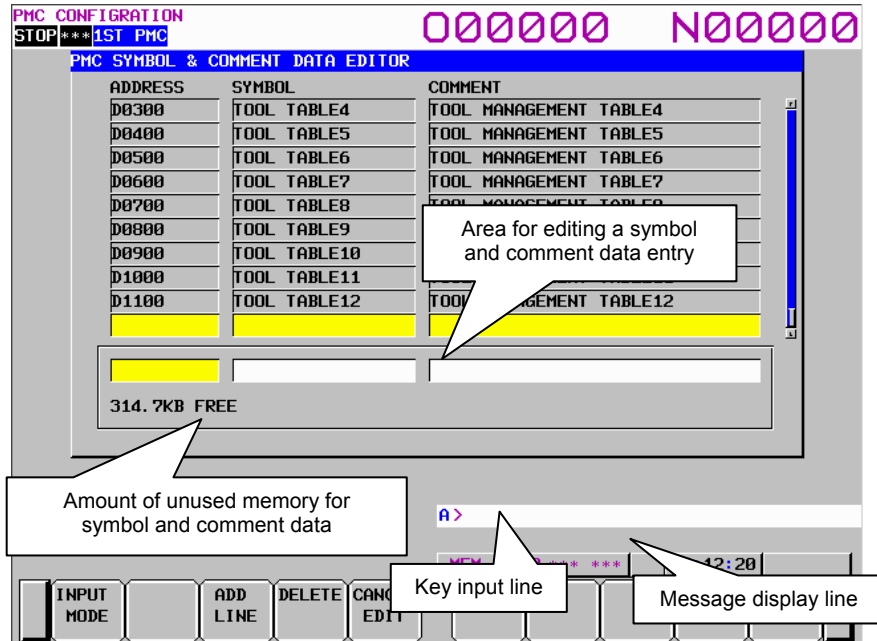 PMC CONFIGRATION
O00000 N00000
STOP *** 1ST PMC
PMC SYMBOL & COMMENT DATA EDITOR
ADDRESS SYMBOL COMMENT
D0300 TOOL TABLE4 TOOL MANAGEMENT TABLE4
D0400 TOOL TABLE5 TOOL MANAGEMENT TABLE5
D0500 TOOL TABLE6 TOOL MANAGEMENT TABLE6
D0600 TOOL TABLE7 TOOL MANAGEMENT TABLE7
D0700 TOOL TABLE8
D0800 TOOL TABLE9
D0900 TOOL TABLE10
D1000 TOOL TABLE11
D1100 TOOL TABLE12 TABLE12
Area for editing a symbol
and comment data entry
314.7KB FREE
Amount of unused memory for
symbol and comment data
A>
*** 12:20
Key input line
Message display line
INPUT
MODE
ADD
LINE
DELETE
EDIT